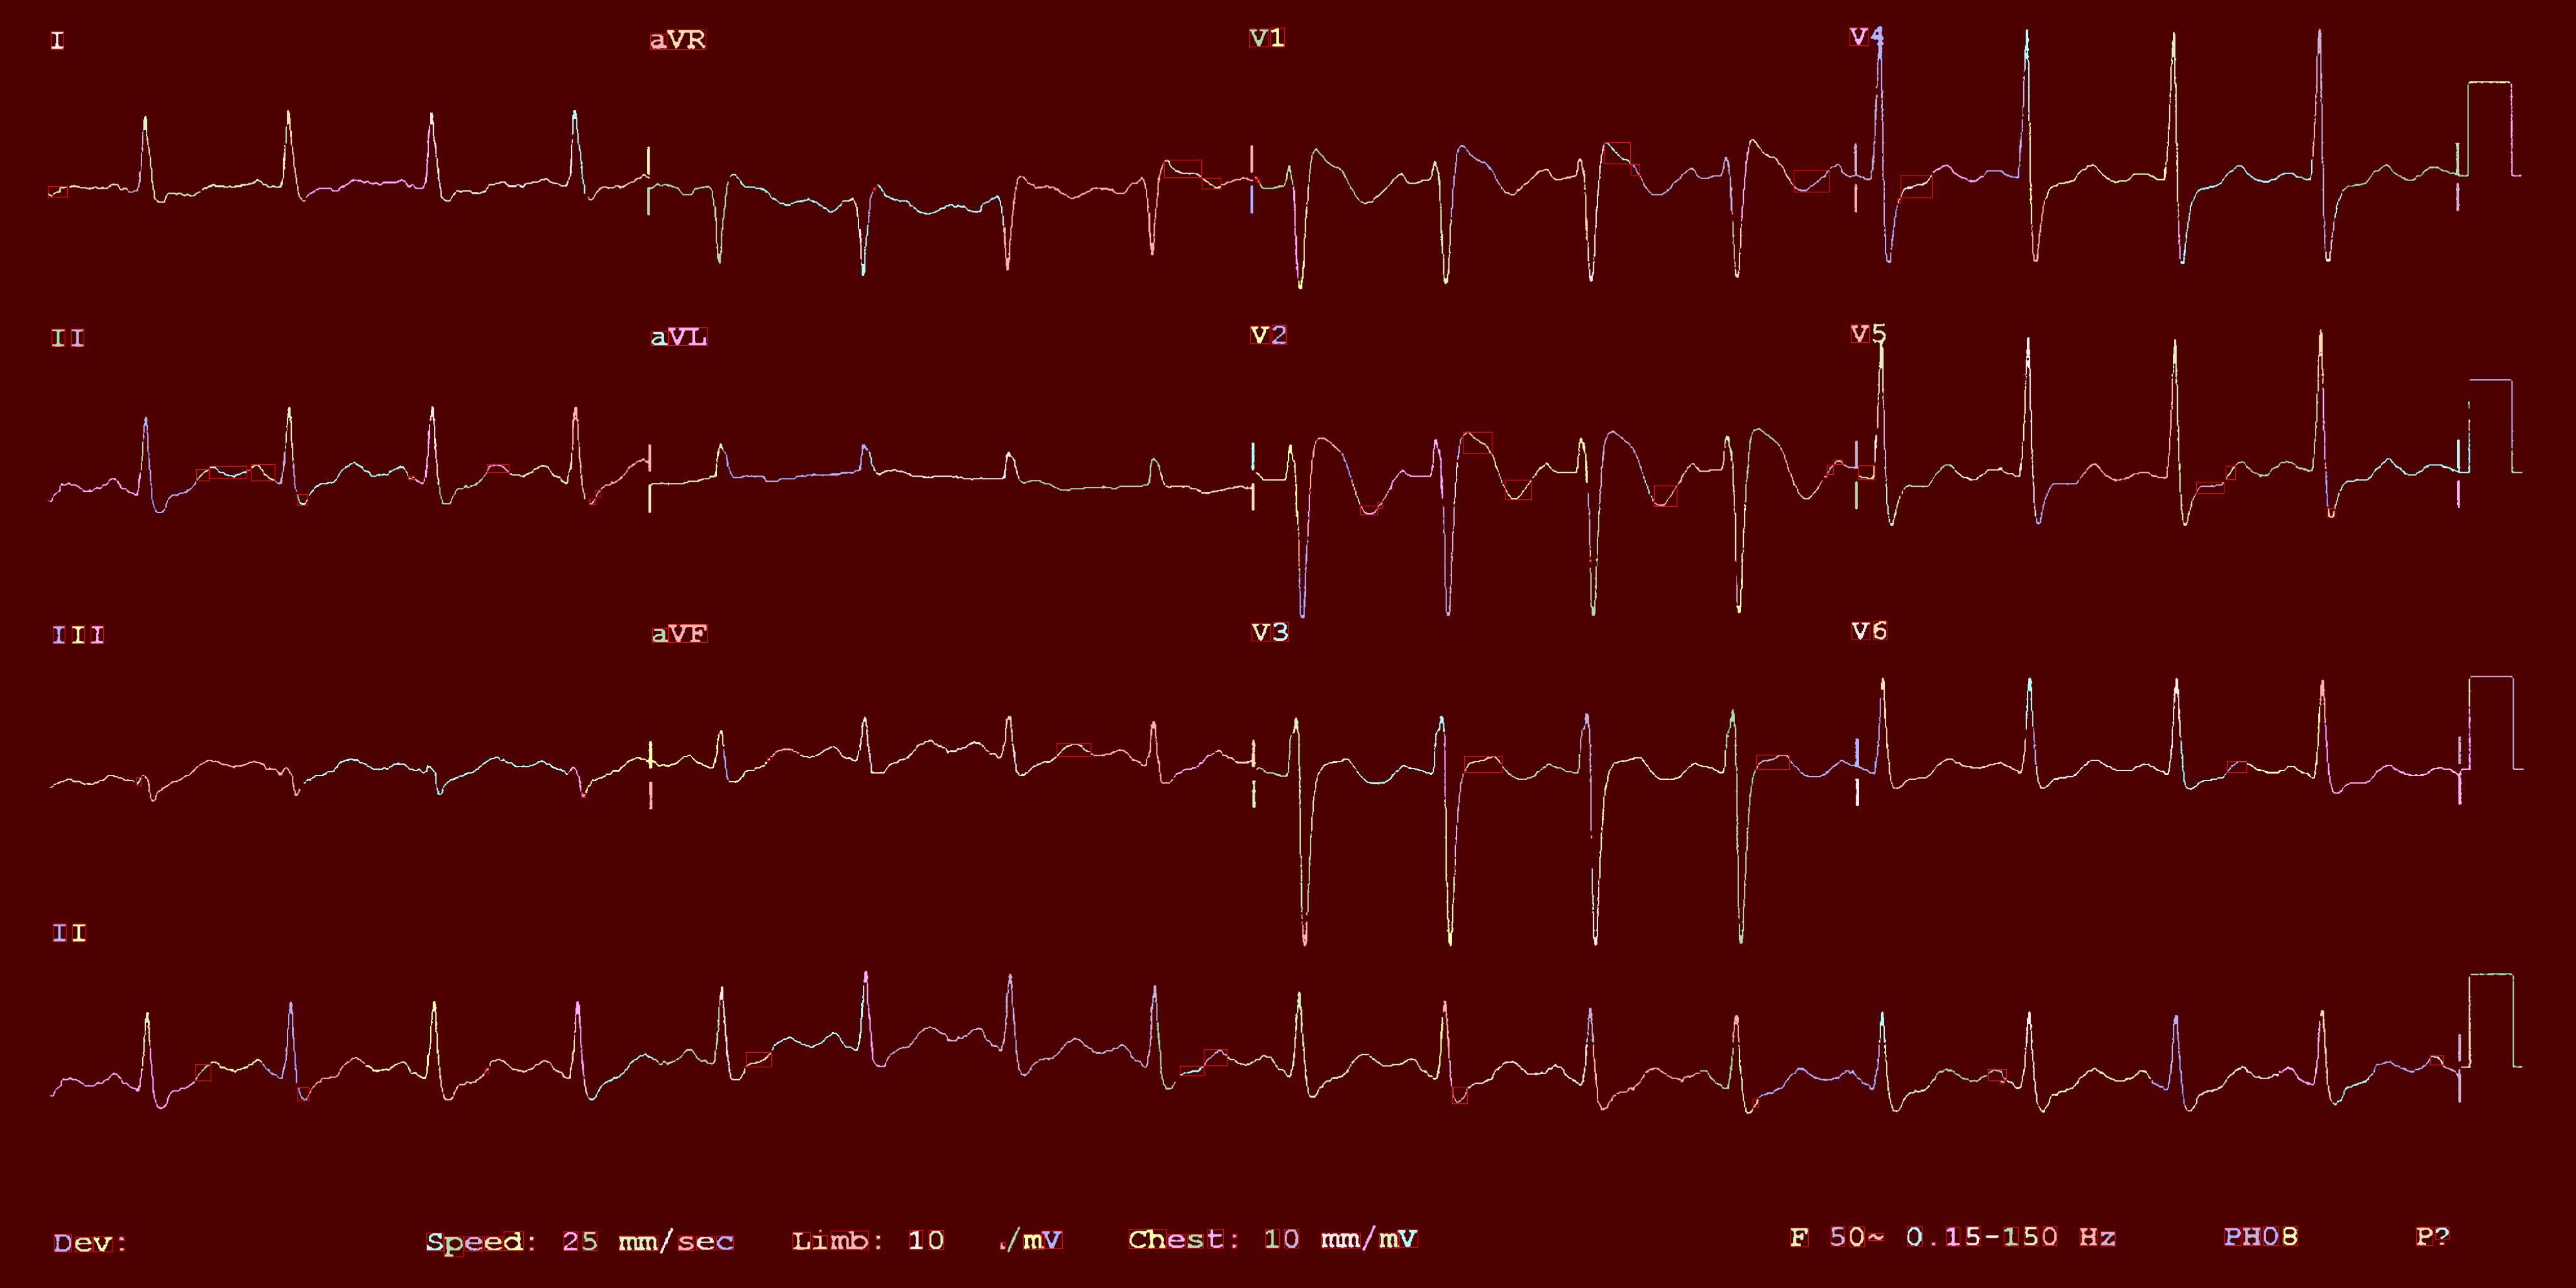 I aVR V1 V4
II aVL V2 V5
III aVF V3 V6
II
Dev: Speed: 25 mm/sec Limb: 10 /mV Chest: 10 mm/mV F 50~ 0.15-150 Hz PH08 P?